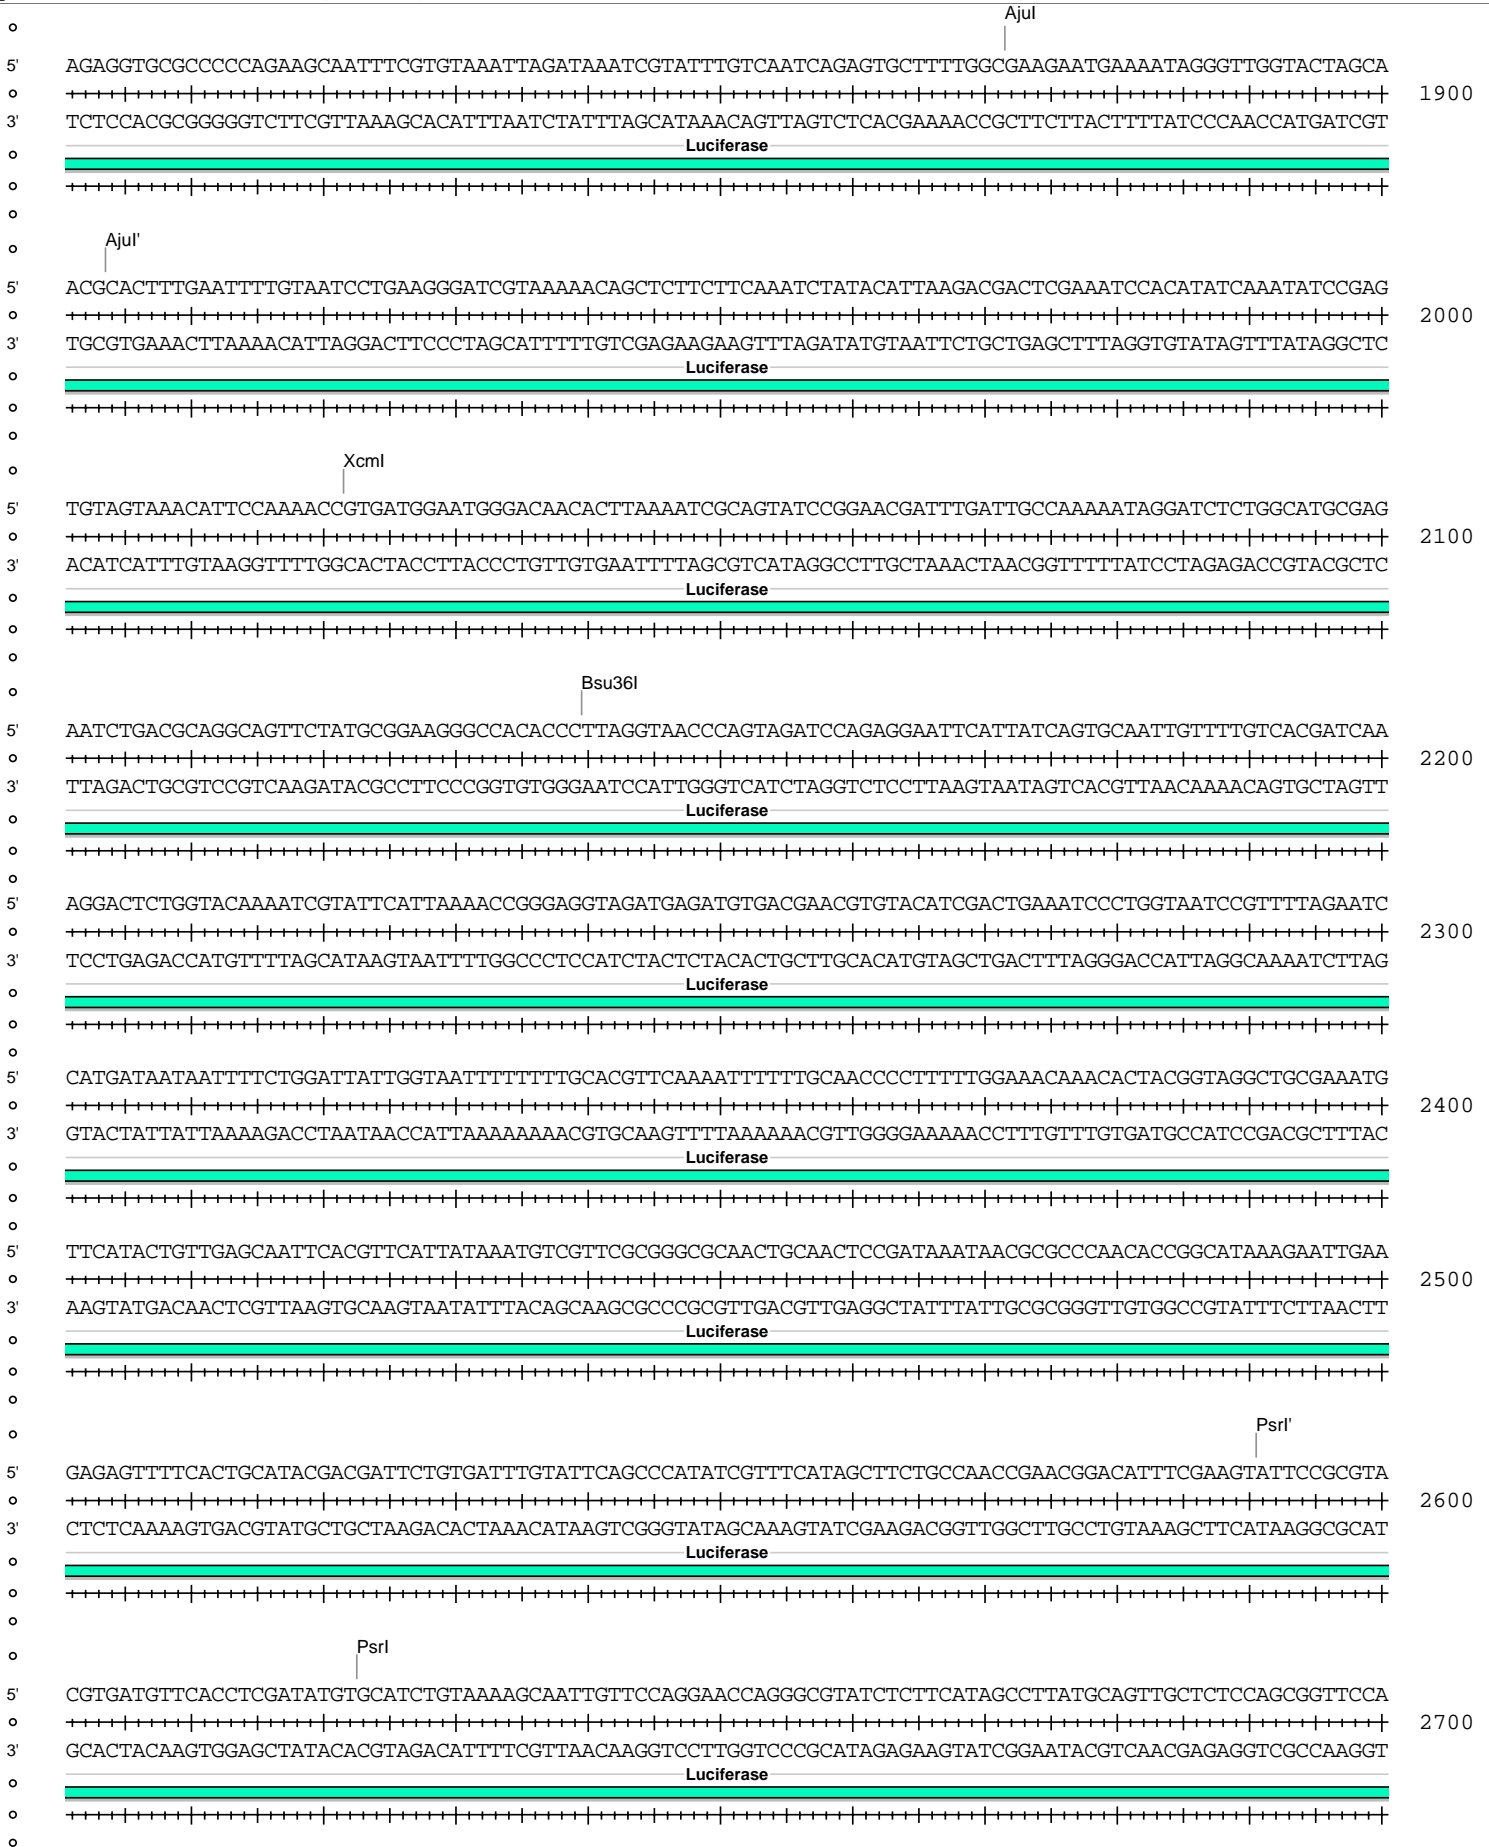 AjuI
5' AGAGGTGCGCCCCCAGAAGCAATTTCGTGTAAATTAGATAAATCGTATTTGTCAATCAGAGTGCTTTTGGCGAAGAATGAAAATAGGGTTGGTACTAGCA
1900
3' TCTCCACGCGGGGGTCTTCGTTAAAGCACATTTAATCTATTTAGCATAAACAGTTAGTCTCACGAAAACCGCTTCTTACTTTTATCCCAACCATGATCGT
Luciferase
AjuI'
5' ACGCACTTTGAATTTTGTAATCCTGAAGGGATCGTAAAAACAGCTCTTCTTCAAATCTATACATTAAGACGACTCGAAATCCACATATCAAATATCCGAG
2000
3' TGCGTGAAACTTAAAACATTAGGACTTCCCTAGCATTTTTGTCGAGAAGAAGTTTAGATATGTAATTCTGCTGAGCTTTAGGTGTATAGTTTATAGGCTC
Luciferase
XcmI
5' TGTAGTAAACATTCCAAAACCGTGATGGAATGGGACAACACTTAAAATCGCAGTATCCGGAACGATTTGATTGCCAAAAATAGGATCTCTGGCATGCGAG
2100
3' ACATCATTTGTAAGGTTTTGGCACTACCTTACCCTGTTGTGAATTTTAGCGTCATAGGCCTTGCTAAACTAACGGTTTTTATCCTAGAGACCGTACGCTC
Luciferase
Bsu36I
5' AATCTGACGCAGGCAGTTCTATGCGGAAGGGCCACACCCTTAGGTAACCCAGTAGATCCAGAGGAATTCATTATCAGTGCAATTGTTTTGTCACGATCAA
2200
3' TTAGACTGCGTCCGTCAAGATACGCCTTCCCGGTGTGGGAATCCATTGGGTCATCTAGGTCTCCTTAAGTAATAGTCACGTTAACAAAACAGTGCTAGTT
Luciferase
5' AGGACTCTGGTACAAAATCGTATTCATTAAAACCGGGAGGTAGATGAGATGTGACGAACGTGTACATCGACTGAAATCCCTGGTAATCCGTTTTAGAATC
2300
3' TCCTGAGACCATGTTTTAGCATAAGTAATTTTGGCCCTCCATCTACTCTACACTGCTTGCACATGTAGCTGACTTTAGGGACCATTAGGCAAAATCTTAG
Luciferase
5' CATGATAATAATTTTCTGGATTATTGGTAATTTTTTTTGCACGTTCAAAATTTTTTGCAACCCCTTTTTGGAAACAAACACTACGGTAGGCTGCGAAATG
2400
3' GTACTATTATTAAAAGACCTAATAACCATTAAAAAAAACGTGCAAGTTTTAAAAAACGTTGGGGAAAAACCTTTGTTTGTGATGCCATCCGACGCTTTAC
Luciferase
5' TTCATACTGTTGAGCAATTCACGTTCATTATAAATGTCGTTCGCGGGCGCAACTGCAACTCCGATAAATAACGCGCCCAACACCGGCATAAAGAATTGAA
2500
3' AAGTATGACAACTCGTTAAGTGCAAGTAATATTTACAGCAAGCGCCCGCGTTGACGTTGAGGCTATTTATTGCGCGGGTTGTGGCCGTATTTCTTAACTT
Luciferase
PsrI'
5' GAGAGTTTTCACTGCATACGACGATTCTGTGATTTGTATTCAGCCCATATCGTTTCATAGCTTCTGCCAACCGAACGGACATTTCGAAGTATTCCGCGTA
2600
3' CTCTCAAAAGTGACGTATGCTGCTAAGACACTAAACATAAGTCGGGTATAGCAAAGTATCGAAGACGGTTGGCTTGCCTGTAAAGCTTCATAAGGCGCAT
Luciferase
PsrI
5' CGTGATGTTCACCTCGATATGTGCATCTGTAAAAGCAATTGTTCCAGGAACCAGGGCGTATCTCTTCATAGCCTTATGCAGTTGCTCTCCAGCGGTTCCA
2700
3' GCACTACAAGTGGAGCTATACACGTAGACATTTTCGTTAACAAGGTCCTTGGTCCCGCATAGAGAAGTATCGGAATACGTCAACGAGAGGTCGCCAAGGT
Luciferase